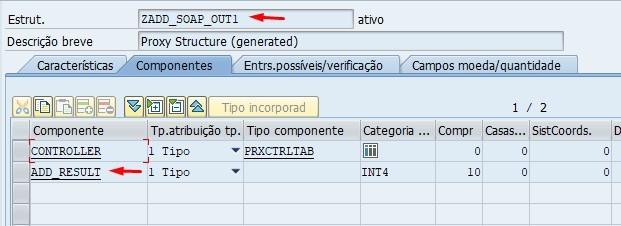 Estrut. ZADD_SOAP_OUT1 ativo
Descrição breve Proxy Structure (generated)
Características Componentes Entrs.possíveis/verificação Campos moeda/quantidade
Tipo incorporad 1 / 2
Componente Tp.atribuição tp. Tipo componente Categoria ... Compr Casas... SistCoords. D
CONTROLLER 1 Tipo PRXCTRLTAB 0 0 0
ADD_RESULT 1 Tipo INT4 10 0 0